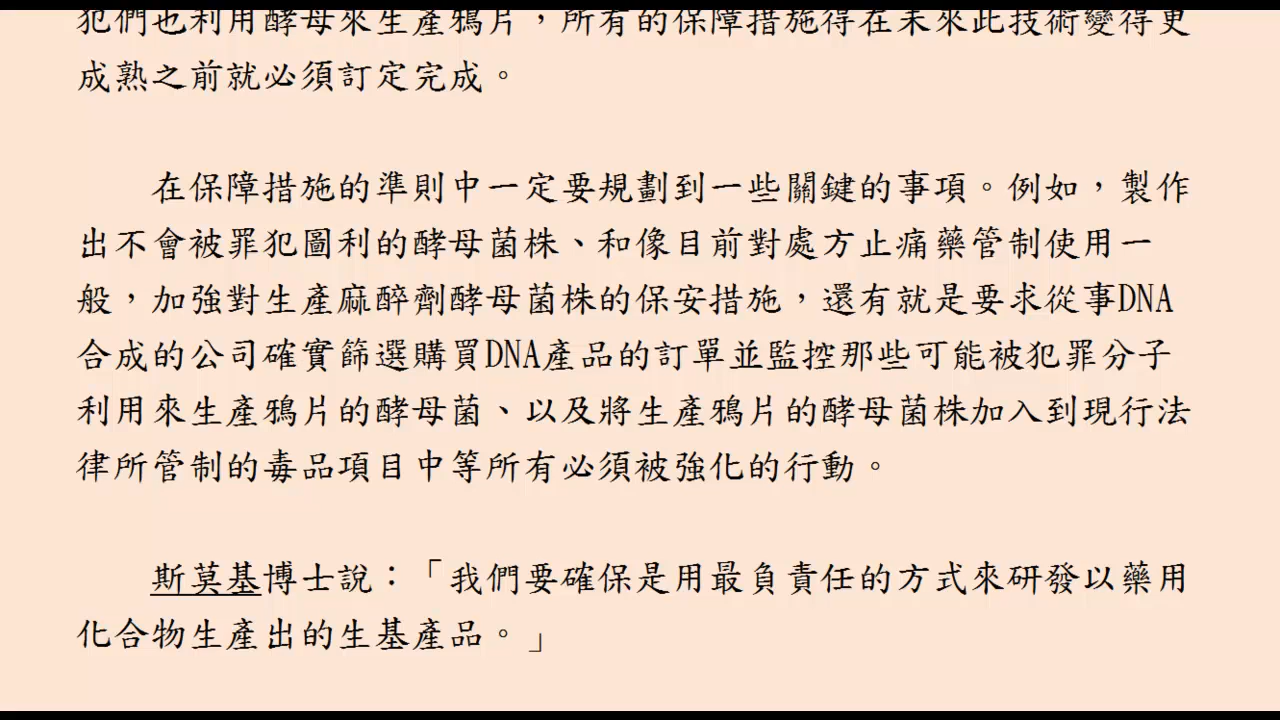 犯們也利用酵母來生產鴉片，所有的保障措施得在未來此技術變得更
成熟之前就必須訂定完成。
在保障措施的準則中一定要規劃到一些關鍵的事項。例如，製作
出不會被罪犯圖利的酵母菌株、和像目前對處方止痛藥管制使用一
般，加強對生產麻醉劑酵母菌株的保安措施，還有就是要求從事DNA
合成的公司確實篩選購買DNA產品的訂單並監控那些可能被犯罪分子
利用來生產鴉片的酵母菌、以及將生產鴉片的酵母菌株加入到現行法
律所管制的毒品項目中等所有必須被強化的行動。
斯莫基博士說：「我們要確保是用最負責任的方式來研發以藥用
化合物生產出的生基產品。」